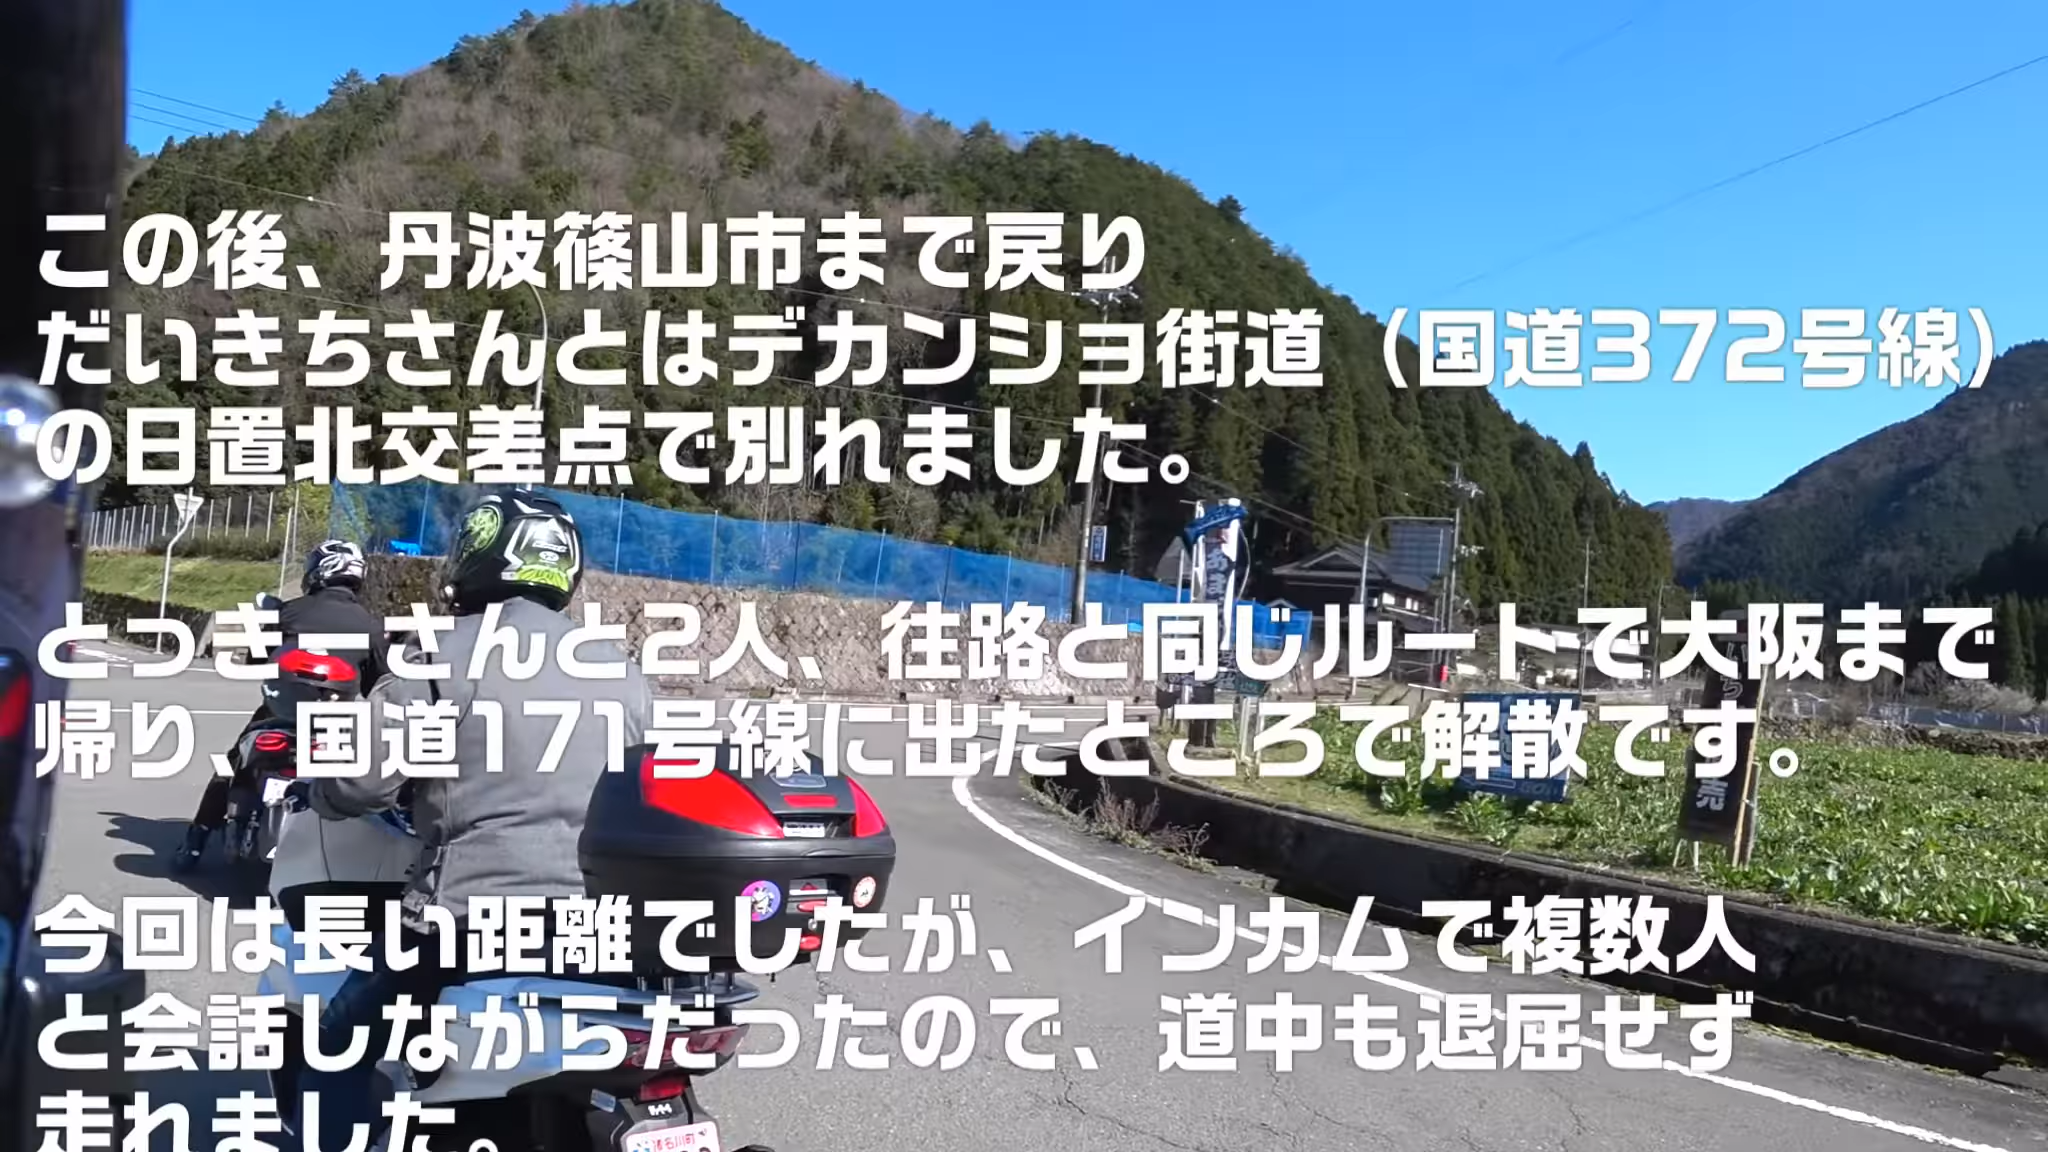 この後、丹波篠山市まで戻り
だいきちさんとはデカンショ街道（国道372号線）
の日置北交差点で別れました。
とっきーさんと2人、往路と同じルートで大阪まで
帰り、国道171号線に出たところで解散です。
今回は長い距離でしたが、インカムで複数人
と会話しながらだったので、道中も退屈せず
走れました。
売
猪名川町